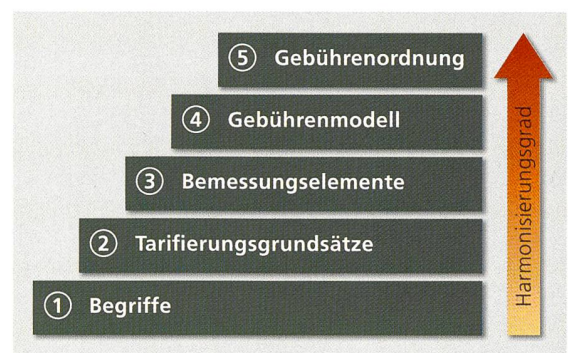 ⑤ Gebührenordnung
④ Gebührenmodell
③ Bemessungselemente
② Tarifierungsgrundsätze
① Begriffe
Harmonisierungsgrad